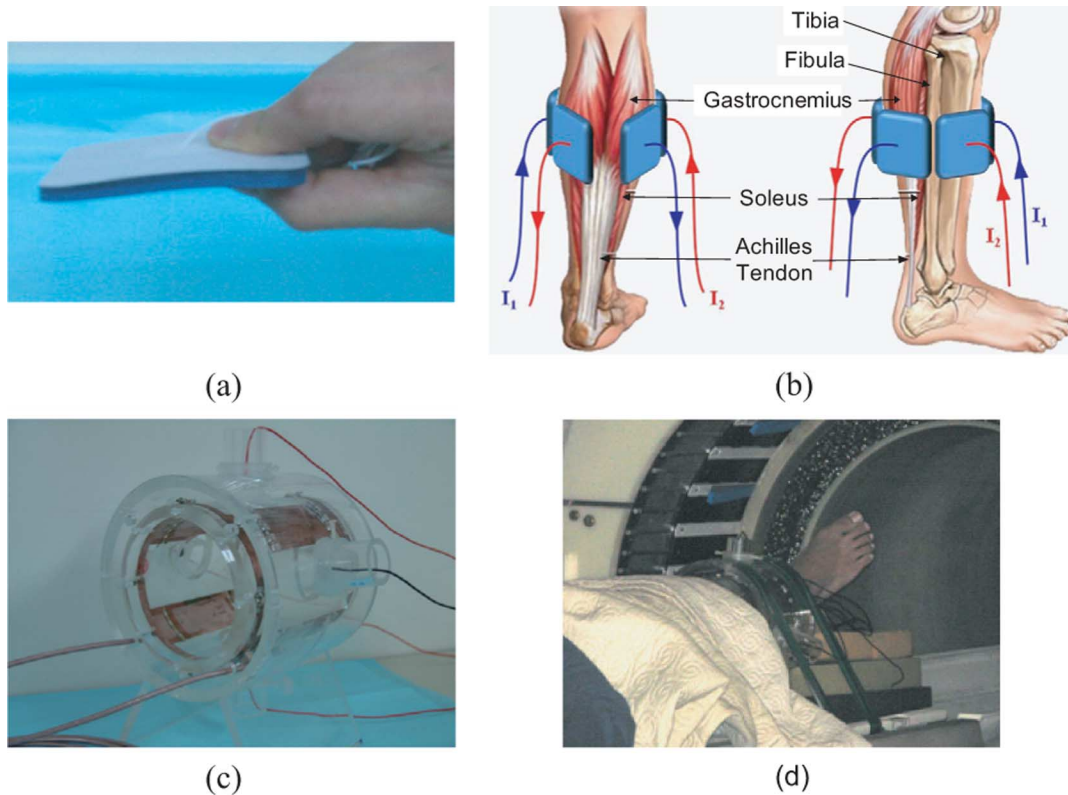 Tibia
Fibula
Gastrocnemius
Soleus
Achilles
Tendon
I₁
I₂
I₂
I₁
(a)
(b)
(c)
(d)